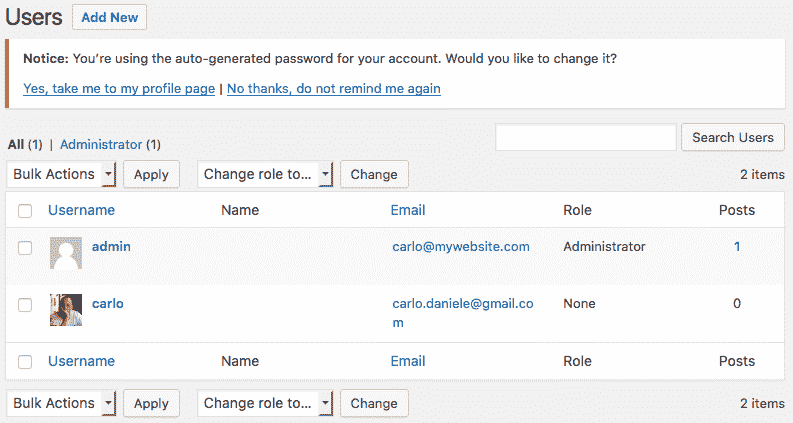 Users Add New
Notice: You're using the auto-generated password for your account. Would you like to change it?
Yes, take me to my profile page | No thanks, do not remind me again
All (1) | Administrator (1) Search Users
Bulk Actions Apply Change role to... Change 2 items
Username Name Email Role Posts
admin carlo@mywebsite.com Administrator 1
carlo carlo.daniele@gmail.co None 0
m
Username Name Email Role Posts
Bulk Actions Apply Change role to... Change 2 items